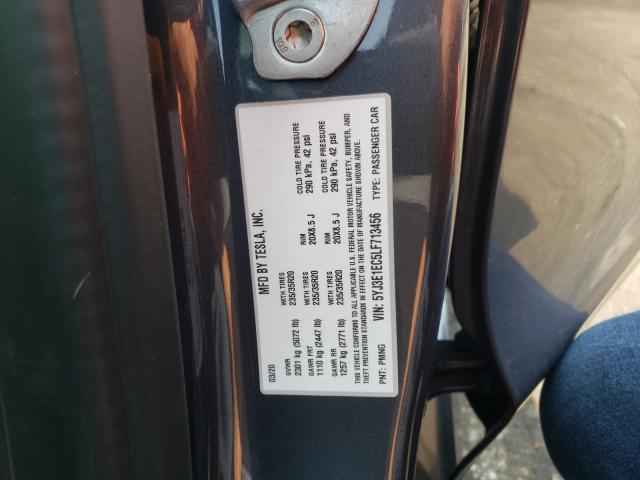 MFD BY TESLA, INC.
03/20
GVWR
2301 kg (5072 lb)
WITH TIRES
235/35R20
RIM
20X8.5 J
COLD TIRE PRESSURE
290 kPa, 42 psi
GAWR FRT
1110 kg (2447 lb)
WITH TIRES
235/35R20
RIM
20X8.5 J
COLD TIRE PRESSURE
290 kPa, 42 psi
GAWR RR
1257 kg (2771 lb)
THIS VEHICLE CONFORMS TO ALL APPLICABLE U.S. FEDERAL MOTOR VEHICLE SAFETY, BUMPER, AND
THEFT PREVENTION STANDARDS IN EFFECT ON THE DATE OF MANUFACTURE SHOWN ABOVE.
PNT: PMNG
VIN: 5YJ3E1EC5LF713456
TYPE: PASSENGER CAR